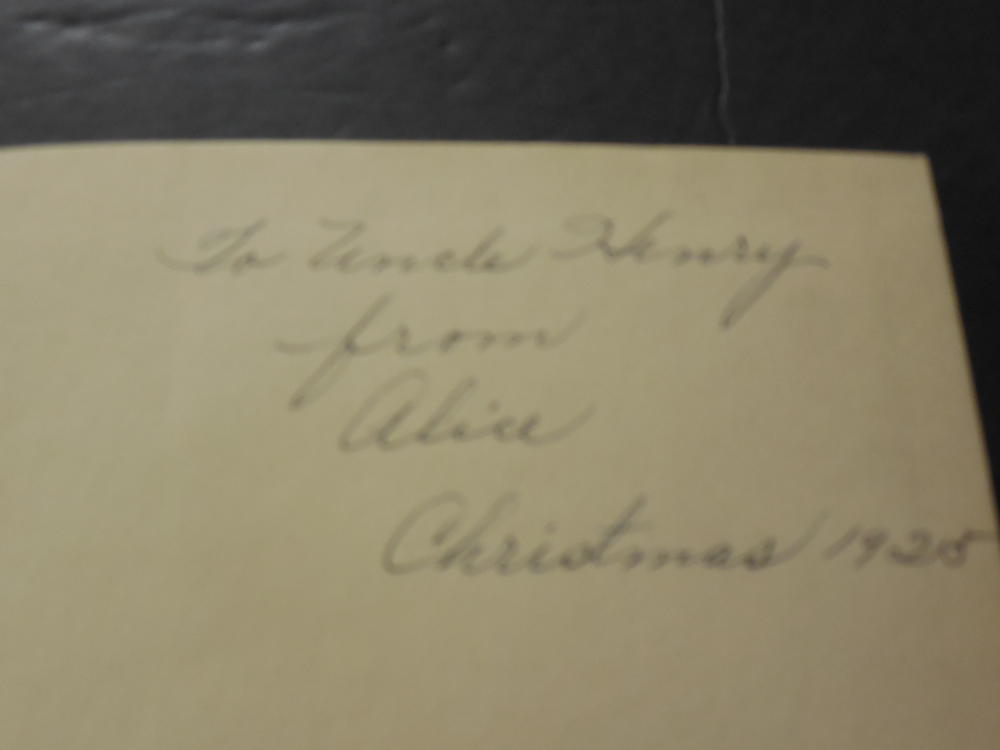 To Uncle Henry
from
Alice
Christmas 1925